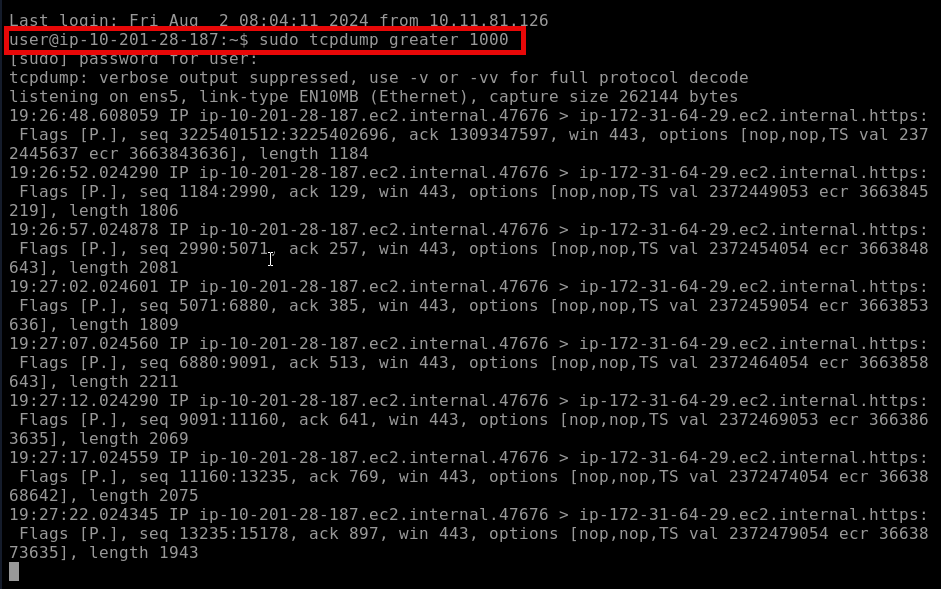 Last login: Fri Aug  2 08:04:11 2024 from 10.11.81.126
user@ip-10-201-28-187:~$ sudo tcpdump greater 1000
[sudo] password for user:
tcpdump: verbose output suppressed, use -v or -vv for full protocol decode
listening on ens5, link-type EN10MB (Ethernet), capture size 262144 bytes
19:26:48.608059 IP ip-10-201-28-187.ec2.internal.47676 > ip-172-31-64-29.ec2.internal.https:
 Flags [P.], seq 3225401512:3225402696, ack 1309347597, win 443, options [nop,nop,TS val 237
2445637 ecr 3663843636], length 1184
19:26:52.024290 IP ip-10-201-28-187.ec2.internal.47676 > ip-172-31-64-29.ec2.internal.https:
 Flags [P.], seq 1184:2990, ack 129, win 443, options [nop,nop,TS val 2372449053 ecr 3663845
219], length 1806
19:26:57.024878 IP ip-10-201-28-187.ec2.internal.47676 > ip-172-31-64-29.ec2.internal.https:
 Flags [P.], seq 2990:5071, ack 257, win 443, options [nop,nop,TS val 2372454054 ecr 3663848
643], length 2081
19:27:02.024601 IP ip-10-201-28-187.ec2.internal.47676 > ip-172-31-64-29.ec2.internal.https:
 Flags [P.], seq 5071:6880, ack 385, win 443, options [nop,nop,TS val 2372459054 ecr 3663853
636], length 1809
19:27:07.024560 IP ip-10-201-28-187.ec2.internal.47676 > ip-172-31-64-29.ec2.internal.https:
 Flags [P.], seq 6880:9091, ack 513, win 443, options [nop,nop,TS val 2372464054 ecr 3663858
643], length 2211
19:27:12.024290 IP ip-10-201-28-187.ec2.internal.47676 > ip-172-31-64-29.ec2.internal.https:
 Flags [P.], seq 9091:11160, ack 641, win 443, options [nop,nop,TS val 2372469053 ecr 366386
3635], length 2069
19:27:17.024559 IP ip-10-201-28-187.ec2.internal.47676 > ip-172-31-64-29.ec2.internal.https:
 Flags [P.], seq 11160:13235, ack 769, win 443, options [nop,nop,TS val 2372474054 ecr 36638
68642], length 2075
19:27:22.024345 IP ip-10-201-28-187.ec2.internal.47676 > ip-172-31-64-29.ec2.internal.https:
 Flags [P.], seq 13235:15178, ack 897, win 443, options [nop,nop,TS val 2372479054 ecr 36638
73635], length 1943